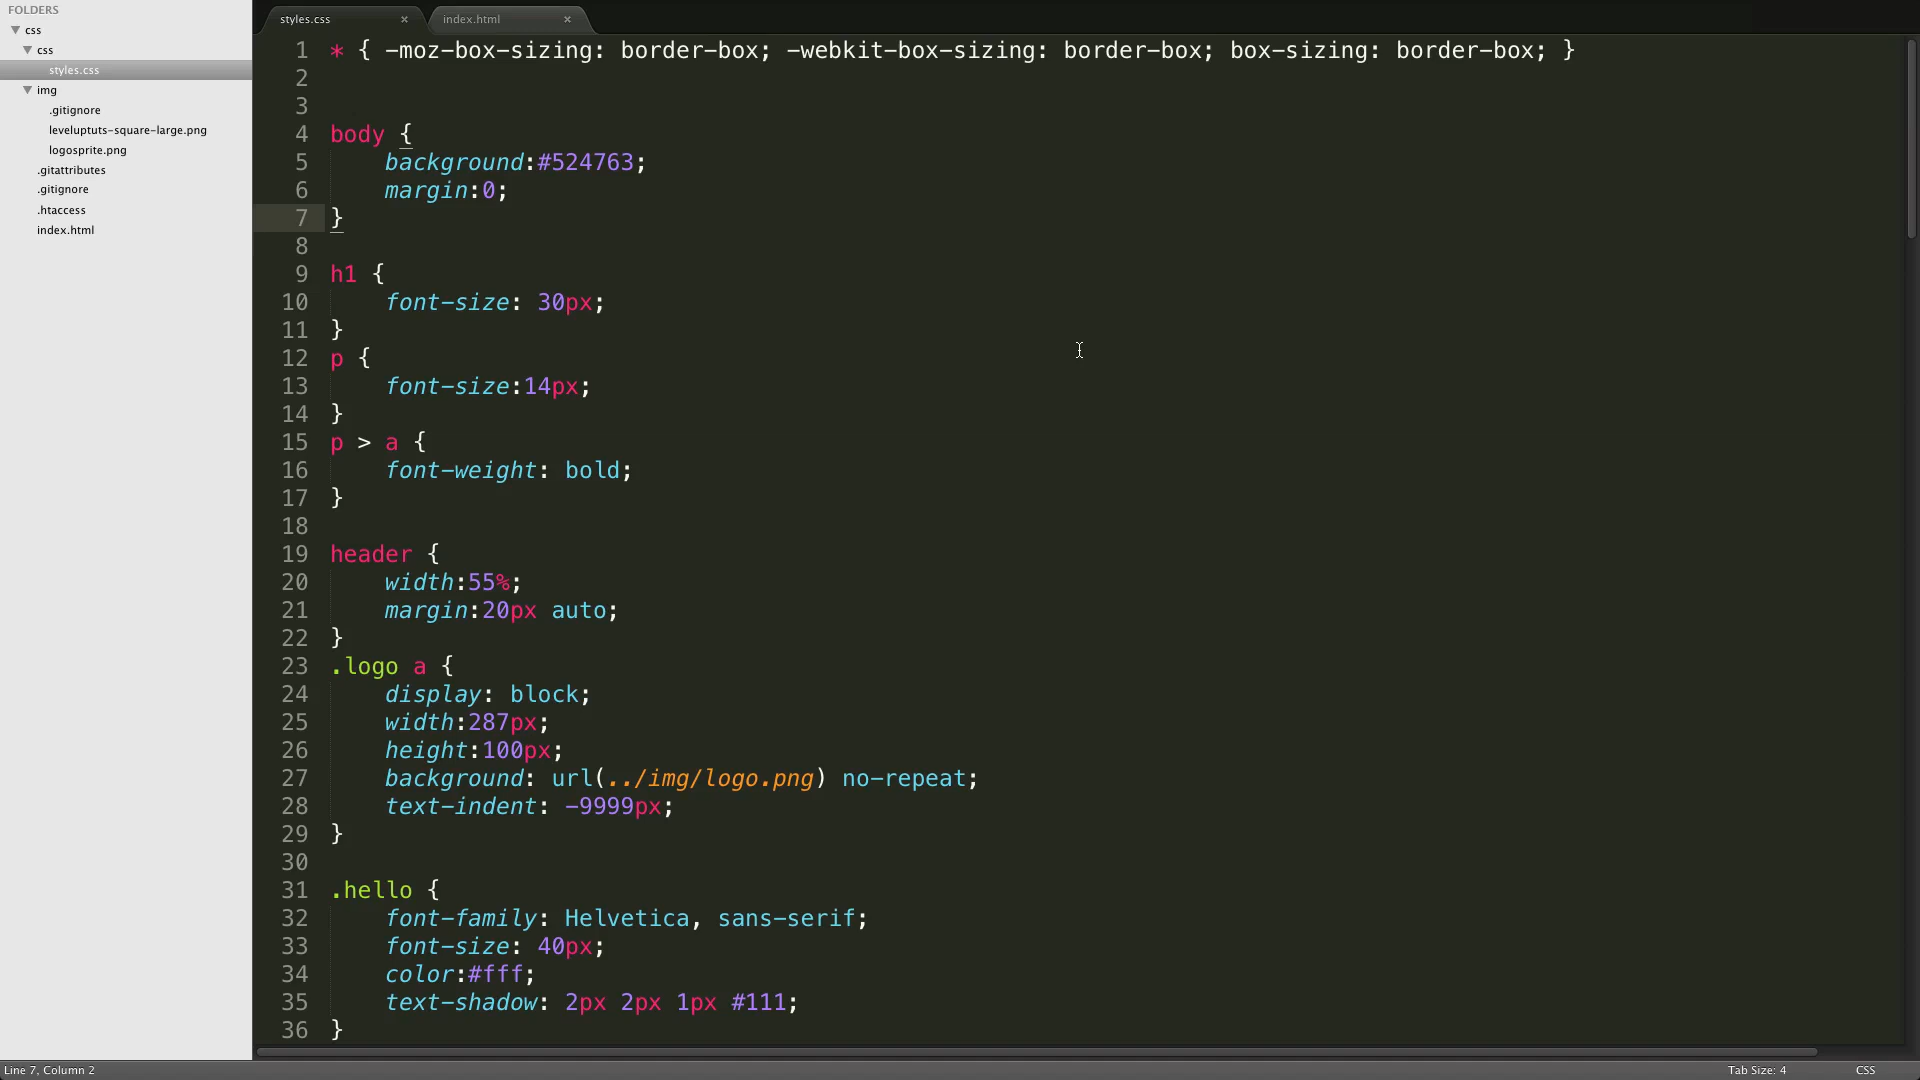 FOLDERS
css
css
styles.css
img
.gitignore
leveluptuts-square-large.png
logosprite.png
.gitattributes
.gitignore
.htaccess
index.html
styles.css × index.html ×
1 * { -moz-box-sizing: border-box; -webkit-box-sizing: border-box; box-sizing: border-box; }
2
3
4 body {
5 background:#524763;
6 margin:0;
7 }
8
9 h1 {
10 font-size: 30px;
11 }
12 p {
13 font-size:14px;
14 }
15 p > a {
16 font-weight: bold;
17 }
18
19 header {
20 width:55%;
21 margin:20px auto;
22 }
23 .logo a {
24 display: block;
25 width:287px;
26 height:100px;
27 background: url(../img/logo.png) no-repeat;
28 text-indent: -9999px;
29 }
30
31 .hello {
32 font-family: Helvetica, sans-serif;
33 font-size: 40px;
34 color:#fff;
35 text-shadow: 2px 2px 1px #111;
36 }
Line 7, Column 2 Tab Size: 4 CSS